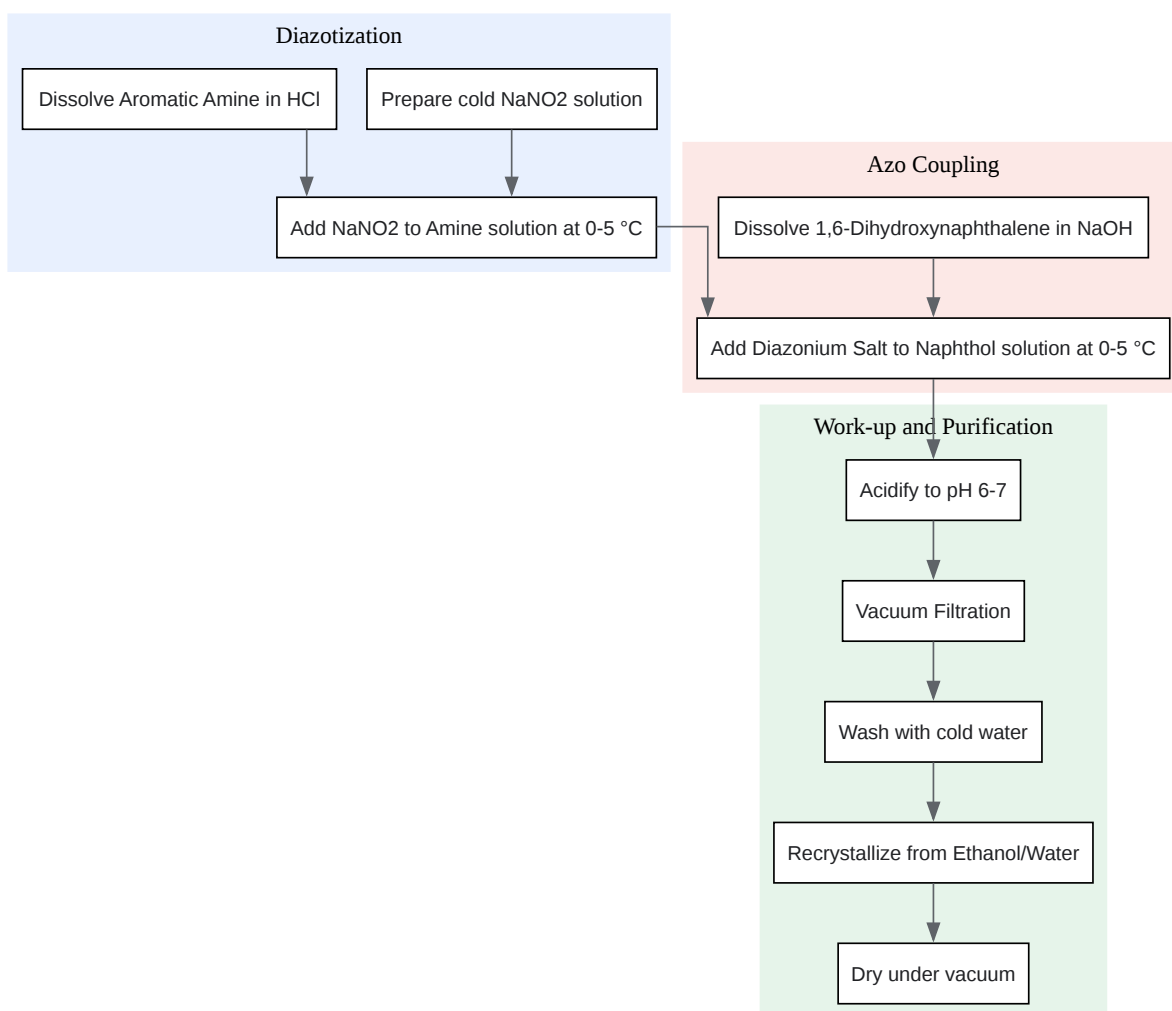 Diazotization
Dissolve Aromatic Amine in HCl
Prepare cold NaNO2 solution
Add NaNO2 to Amine solution at 0-5 °C
Azo Coupling
Dissolve 1,6-Dihydroxynaphthalene in NaOH
Add Diazonium Salt to Naphthol solution at 0-5 °C
Work-up and Purification
Acidify to pH 6-7
Vacuum Filtration
Wash with cold water
Recrystallize from Ethanol/Water
Dry under vacuum